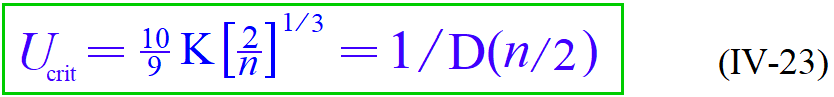 U_crit = 10/9 K[2/n]^1/3 = 1/D(n/2) (IV-23)